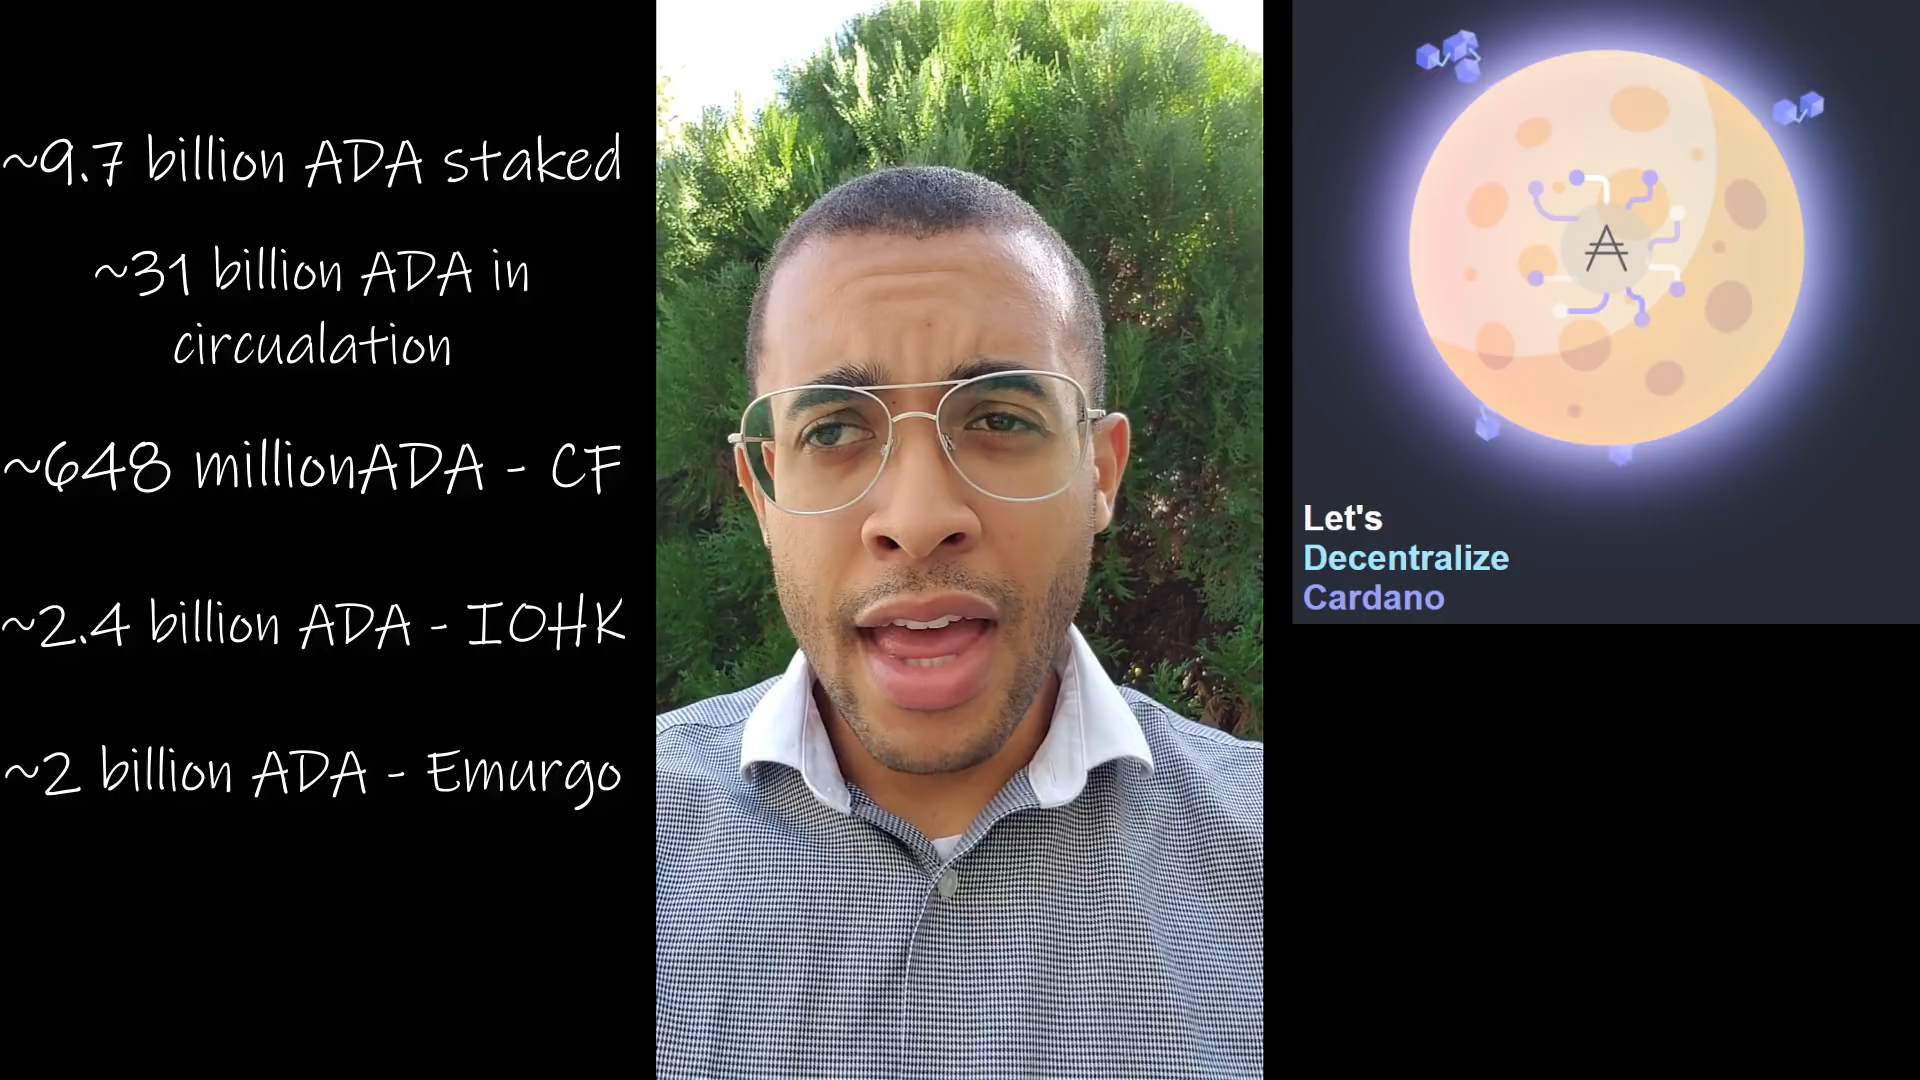 ~9.7 billion ADA staked
~31 billion ADA in
circualation
~648 millionADA - CF
~2.4 billion ADA - IOHK
~2 billion ADA - Emurgo
Let's
Decentralize
Cardano